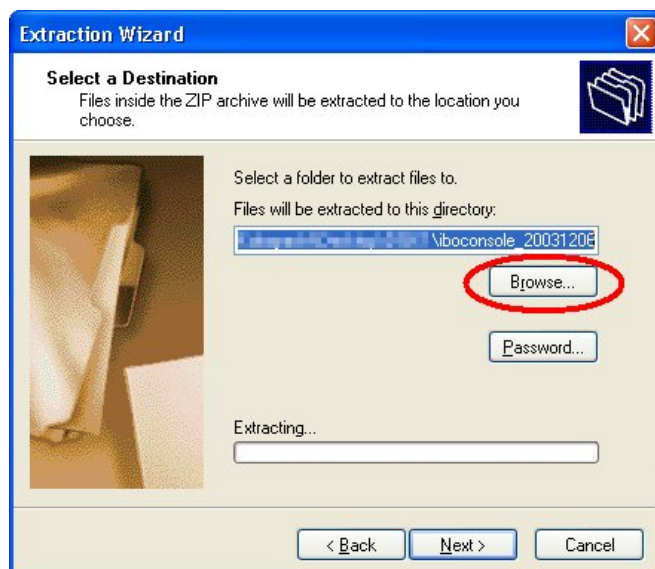 Extraction Wizard
Select a Destination
Files inside the ZIP archive will be extracted to the location you
choose.
Select a folder to extract files to.
Files will be extracted to this directory:
\iboconsole_20031206
Browse...
Password...
Extracting...
< Back
Next >
Cancel